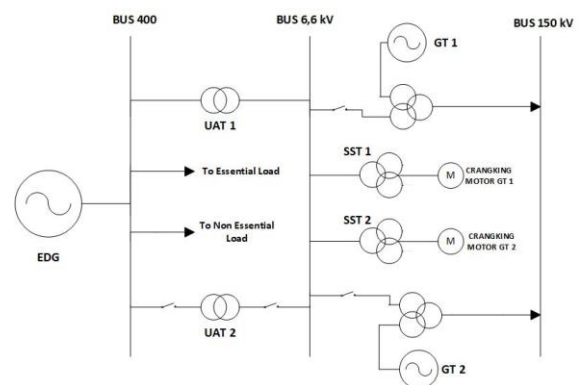 BUS 400
BUS 6,6 kV
BUS 150 kV
GT 1
UAT 1
SST 1
M
CRANGKING
MOTOR GT 1
To Essential Load
To Non Essential
Load
SST 2
M
CRANGKING
MOTOR GT 2
EDG
UAT 2
GT 2